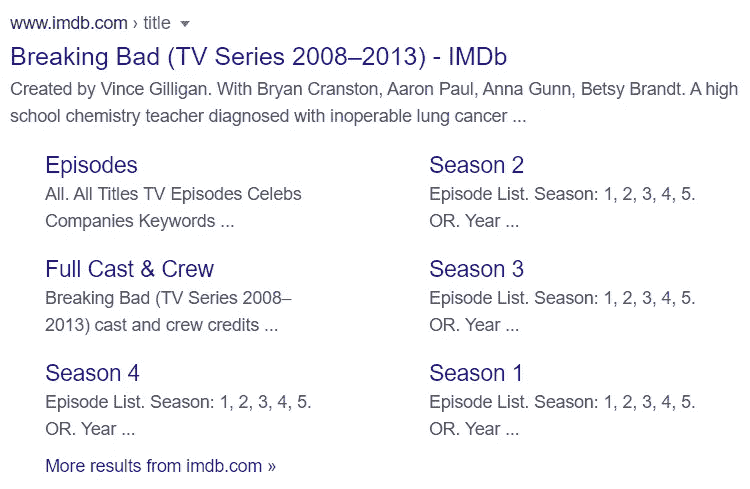 www.imdb.com › title
Breaking Bad (TV Series 2008–2013) - IMDb
Created by Vince Gilligan. With Bryan Cranston, Aaron Paul, Anna Gunn, Betsy Brandt. A high
school chemistry teacher diagnosed with inoperable lung cancer ...
Episodes
All. All Titles TV Episodes Celebs
Companies Keywords ...
Season 2
Episode List. Season: 1, 2, 3, 4, 5.
OR. Year ...
Full Cast & Crew
Breaking Bad (TV Series 2008–
2013) cast and crew credits ...
Season 3
Episode List. Season: 1, 2, 3, 4, 5.
OR. Year ...
Season 4
Episode List. Season: 1, 2, 3, 4, 5.
OR. Year ...
Season 1
Episode List. Season: 1, 2, 3, 4, 5.
OR. Year ...
More results from imdb.com »